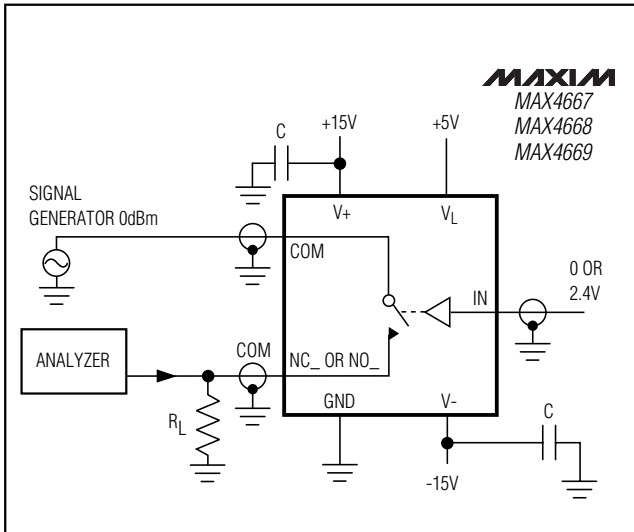 MAXIM
MAX4667
MAX4668
MAX4669
+15V
+5V
C
SIGNAL
GENERATOR 0dBm
V+
VL
COM
0 OR
2.4V
IN
ANALYZER
COM
NC_ OR NO_
RL
GND
V-
C
-15V